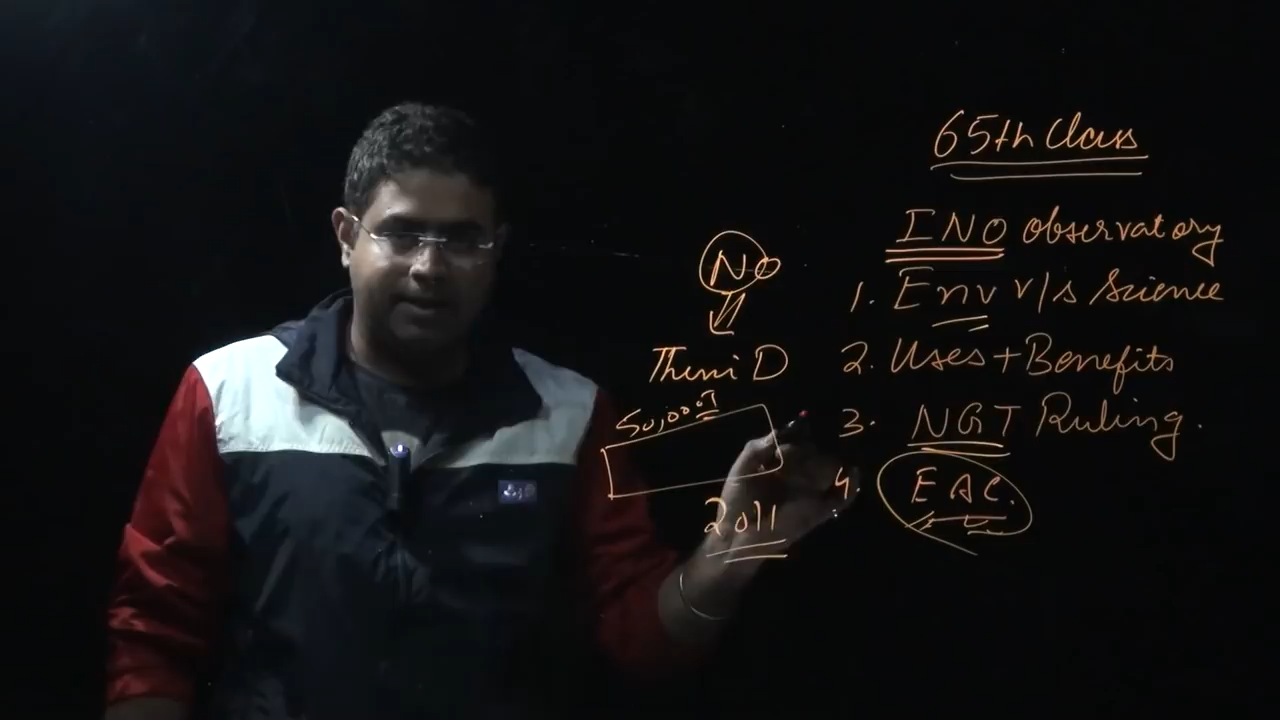 65th Class
INO Observatory
1. Env v/s Science
2. Uses + Benefits
3. NGT Ruling.
4. EAC.
NO
Theni D
50,000T
2011